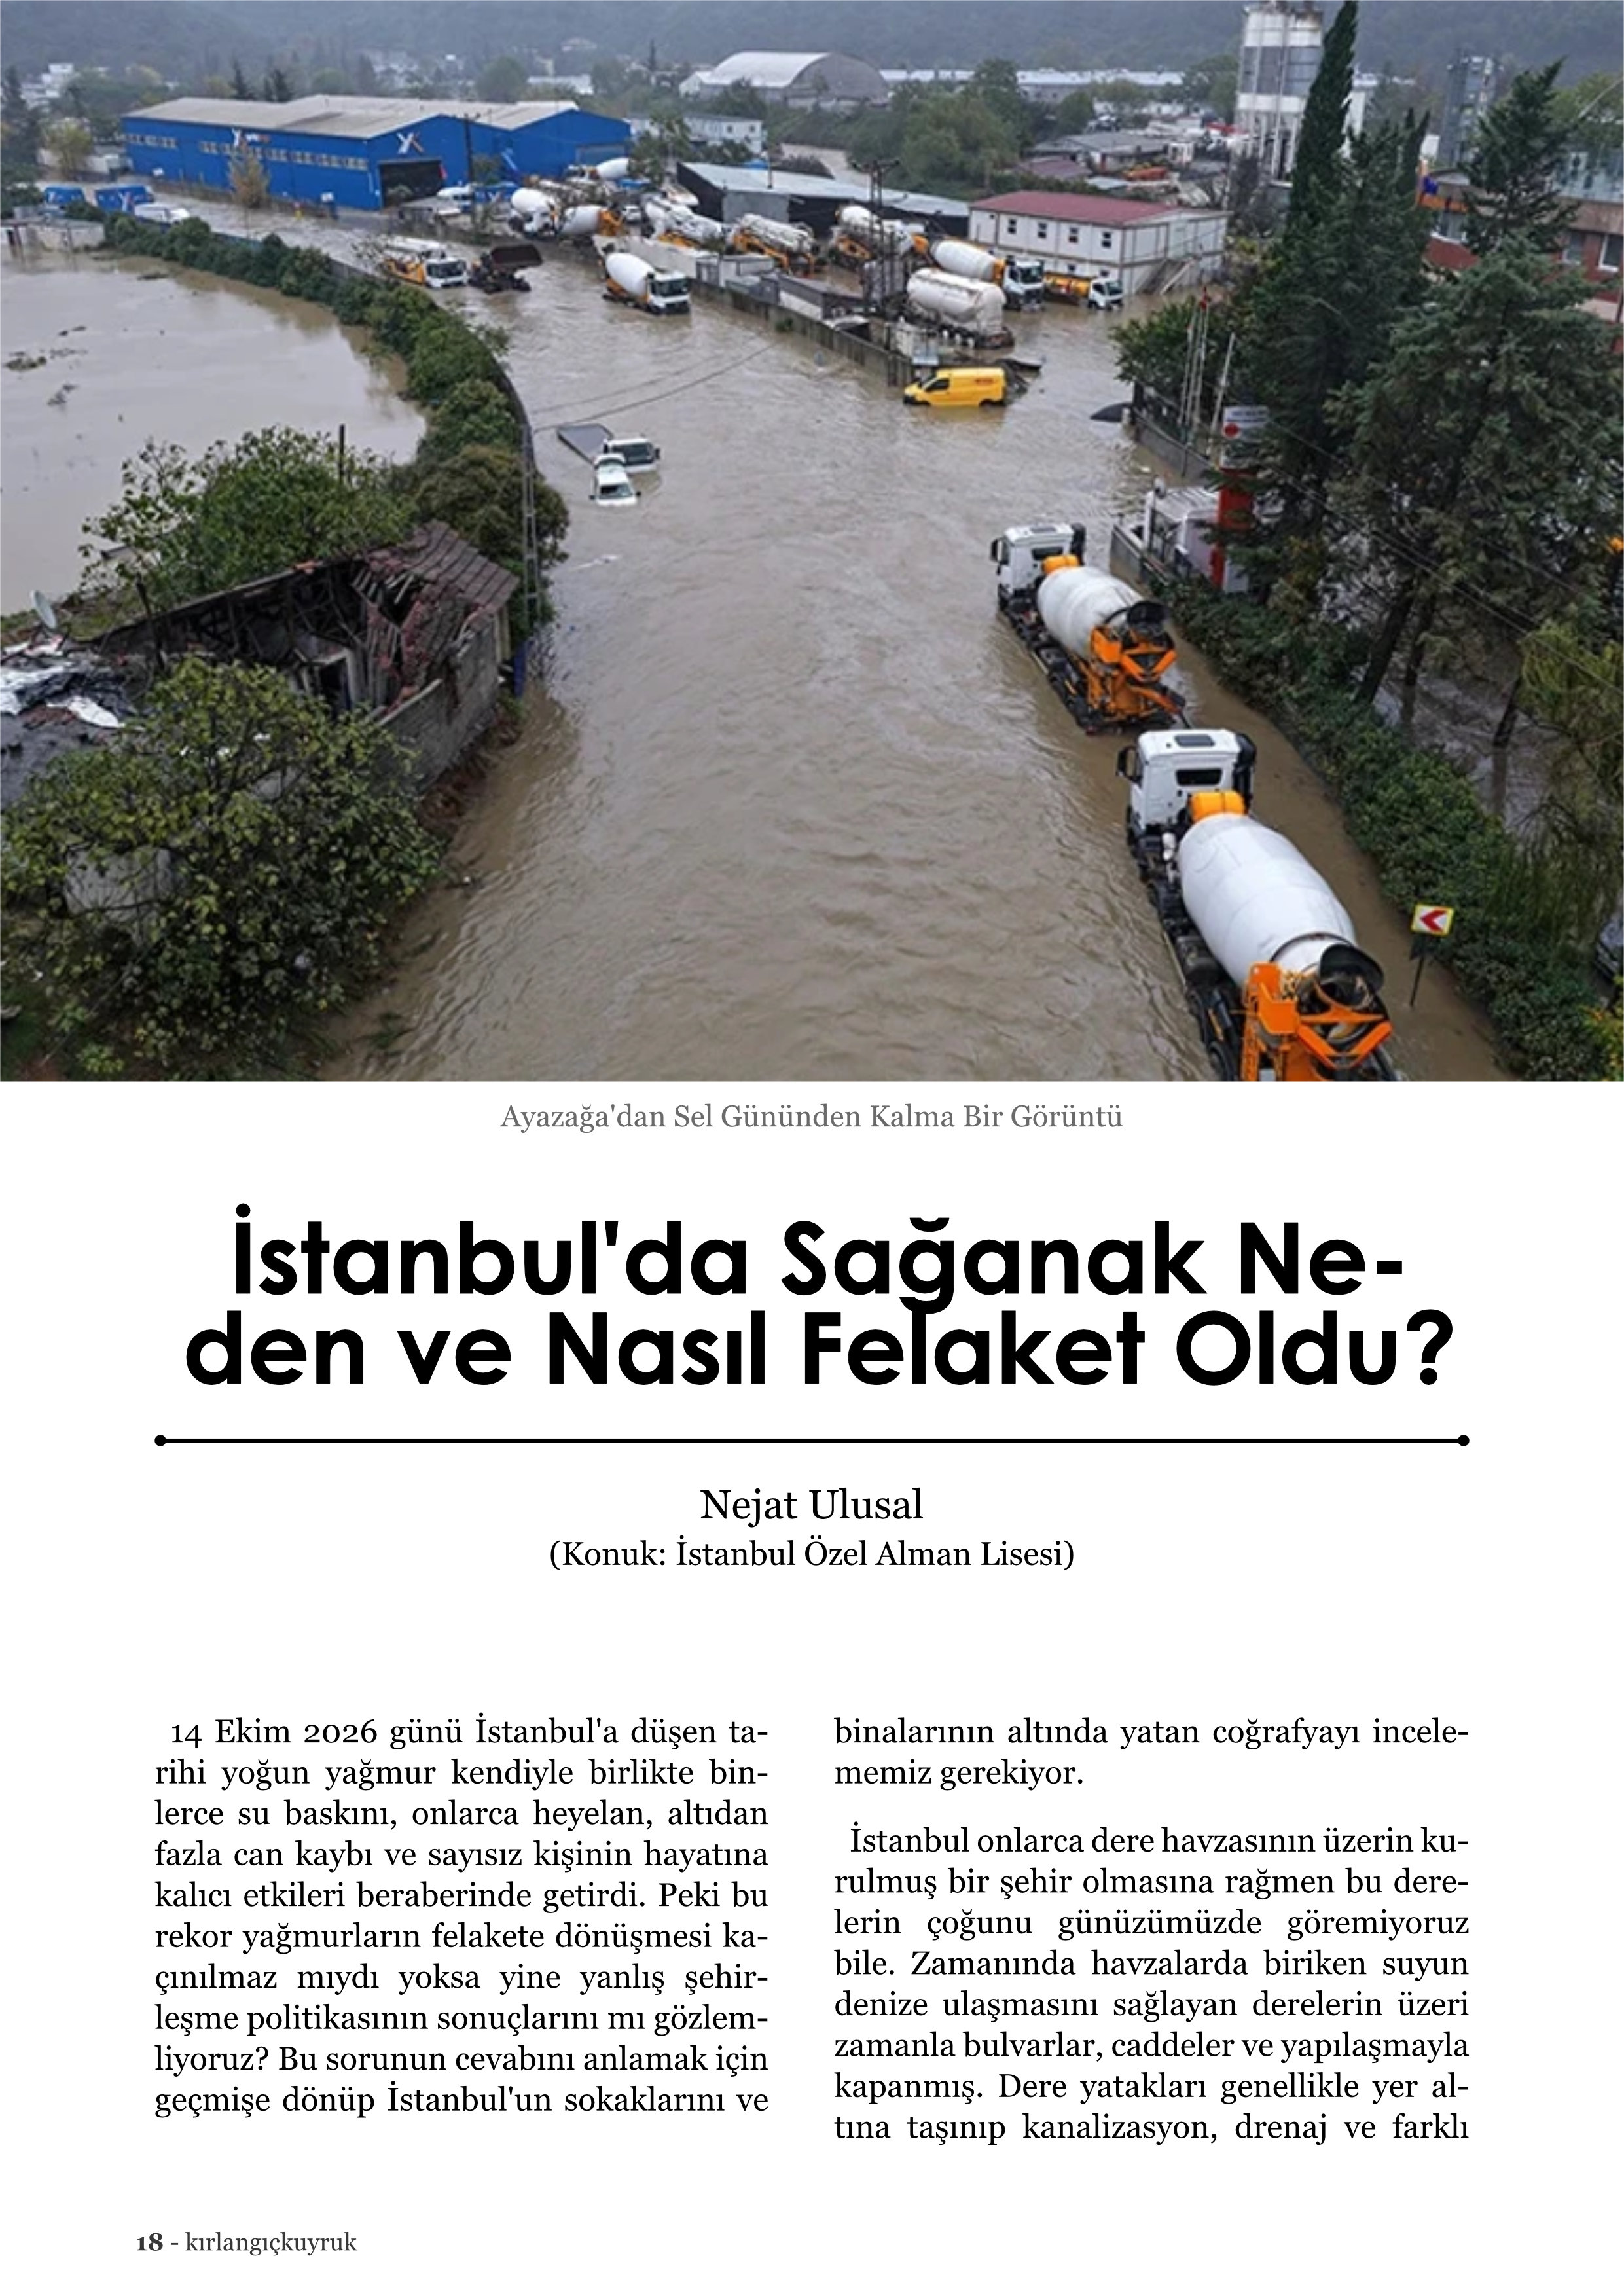 Ayazağa'dan Sel Gününden Kalma Bir Görüntü
İstanbul'da Sağanak Ne-
den ve Nasıl Felaket Oldu?
Nejat Ulusal
(Konuk: İstanbul Özel Alman Lisesi)
14 Ekim 2026 günü İstanbul'a düşen ta-
rihi yoğun yağmur kendiyle birlikte bin-
lerce su baskını, onlarca heyelan, altıdan
fazla can kaybı ve sayısız kişinin hayatına
kalıcı etkileri beraberinde getirdi. Peki bu
rekor yağmurların felakete dönüşmesi ka-
çınılmaz mıydı yoksa yine yanlış şehir-
leşme politikasının sonuçlarını mı gözlem-
liyoruz? Bu sorunun cevabını anlamak için
geçmişe dönüp İstanbul'un sokaklarını ve
binalarının altında yatan coğrafyayı incele-
memiz gerekiyor.
İstanbul onlarca dere havzasının üzerin ku-
rulmuş bir şehir olmasına rağmen bu dere-
lerin çoğunu günüzümüzde göremiyoruz
bile. Zamanında havzalarda biriken suyun
denize ulaşmasını sağlayan derelerin üzeri
zamanla bulvarlar, caddeler ve yapılaşmayla
kapanmış. Dere yatakları genellikle yer al-
tına taşınıp kanalizasyon, drenaj ve farklı
18 - kırlangıçkuyruk